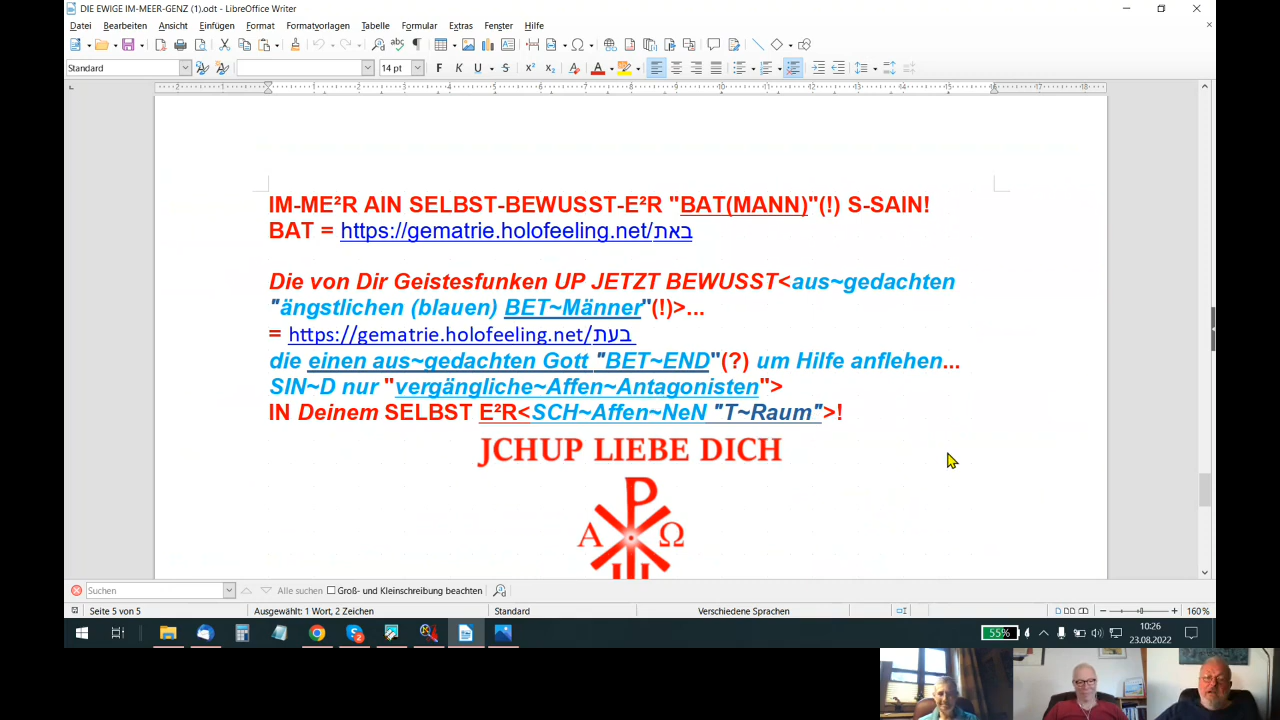 DIE EWIGE IM-MEER-GENZ (1).odt - LibreOffice Writer
Datei Bearbeiten Ansicht Einfügen Format Formatvorlagen Tabelle Formular Extras Fenster Hilfe
Standard 14 pt F K U S
IM-ME²R AIN SELBST-BEWUSST-E²R "BAT(MANN)"(!) S-SAIN!
BAT = https://gematrie.holofeeling.net/באת
Die von Dir Geistesfunken UP JETZT BEWUSST<aus~gedachten
"ängstlichen (blauen) BET~Männer"(!)>...
= https://gematrie.holofeeling.net/בעת
die einen aus~gedachten Gott "BET~END"(?) um Hilfe anflehen...
SIN~D nur "vergängliche~Affen~Antagonisten">
IN Deinem SELBST E²R<SCH~Affen~NeN "T~Raum">!
JCHUP LIEBE DICH
Α Ω
Suchen Alle suchen Groß- und Kleinschreibung beachten
Seite 5 von 5 Ausgewählt: 1 Wort, 2 Zeichen Standard Verschiedene Sprachen 160 %
55% 10:26
23.08.2022